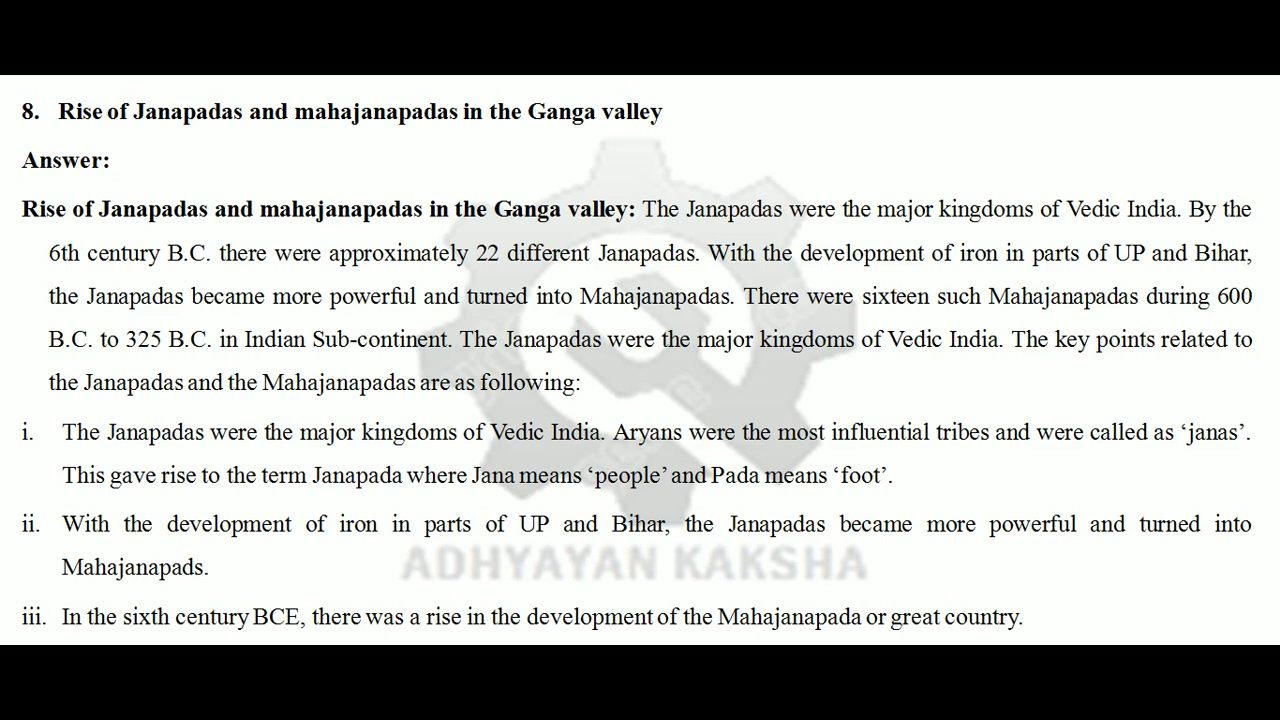 8. Rise of Janapadas and mahajanapadas in the Ganga valley
Answer:
Rise of Janapadas and mahajanapadas in the Ganga valley: The Janapadas were the major kingdoms of Vedic India. By the
6th century B.C. there were approximately 22 different Janapadas. With the development of iron in parts of UP and Bihar,
the Janapadas became more powerful and turned into Mahajanapadas. There were sixteen such Mahajanapadas during 600
B.C. to 325 B.C. in Indian Sub-continent. The Janapadas were the major kingdoms of Vedic India. The key points related to
the Janapadas and the Mahajanapadas are as following:
i. The Janapadas were the major kingdoms of Vedic India. Aryans were the most influential tribes and were called as ‘janas’.
This gave rise to the term Janapada where Jana means ‘people’ and Pada means ‘foot’.
ii. With the development of iron in parts of UP and Bihar, the Janapadas became more powerful and turned into
Mahajanapads.
ADHYAYAN KAKSHA
iii. In the sixth century BCE, there was a rise in the development of the Mahajanapada or great country.